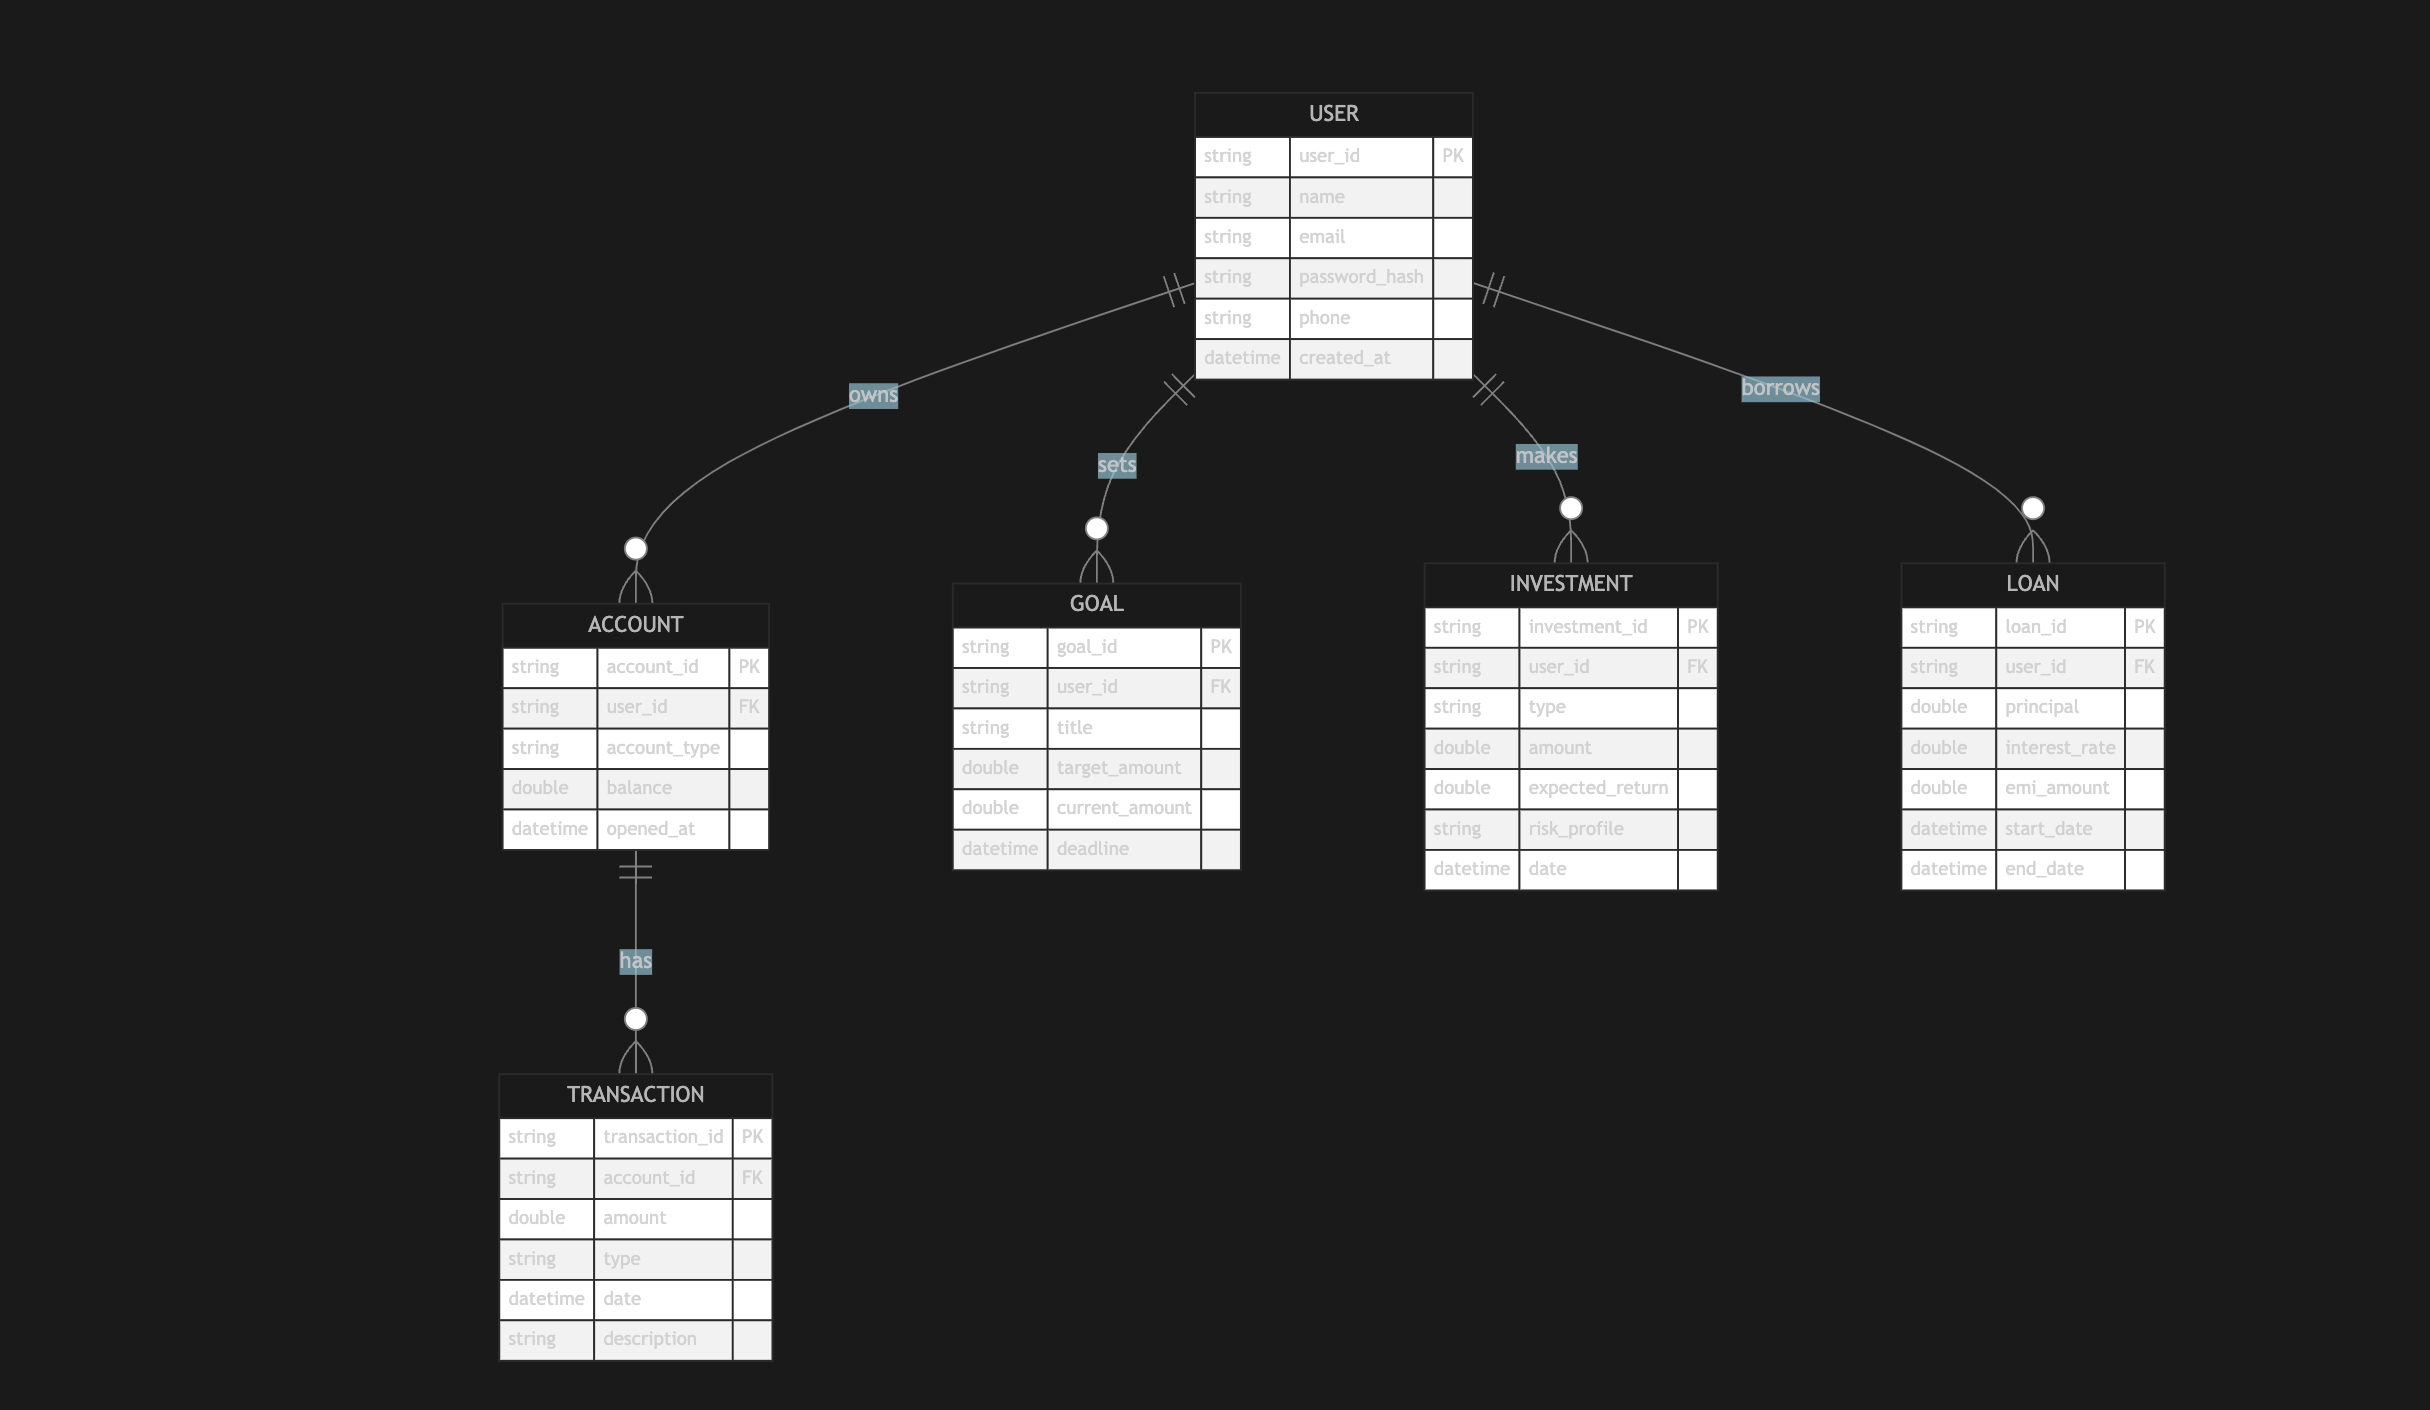 USER
string user_id PK
string name
string email
string password_hash
string phone
datetime created_at
owns
sets
makes
borrows
ACCOUNT
string account_id PK
string user_id FK
string account_type
double balance
datetime opened_at
GOAL
string goal_id PK
string user_id FK
string title
double target_amount
double current_amount
datetime deadline
INVESTMENT
string investment_id PK
string user_id FK
string type
double amount
double expected_return
string risk_profile
datetime date
LOAN
string loan_id PK
string user_id FK
double principal
double interest_rate
double emi_amount
datetime start_date
datetime end_date
has
TRANSACTION
string transaction_id PK
string account_id FK
double amount
string type
datetime date
string description